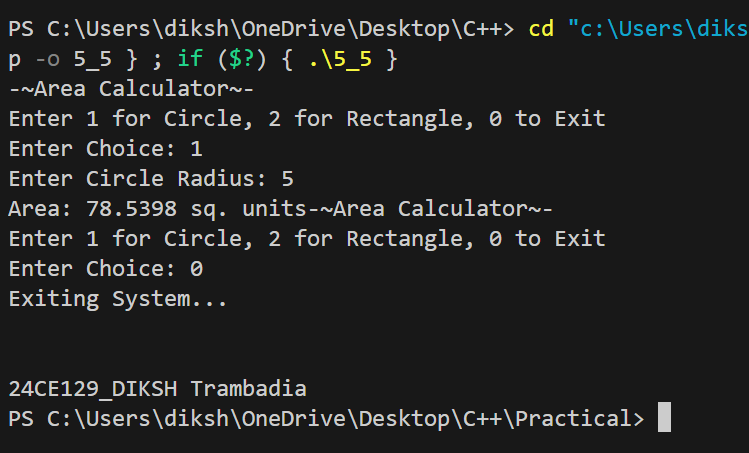 PS C:\Users\diksh\OneDrive\Desktop\C++> cd "c:\Users\diks
p -o 5_5 } ; if ($?) { .\5_5 }
-~Area Calculator~-
Enter 1 for Circle, 2 for Rectangle, 0 to Exit
Enter Choice: 1
Enter Circle Radius: 5
Area: 78.5398 sq. units-~Area Calculator~-
Enter 1 for Circle, 2 for Rectangle, 0 to Exit
Enter Choice: 0
Exiting System...
24CE129_DIKSH Trambadia
PS C:\Users\diksh\OneDrive\Desktop\C++\Practical>